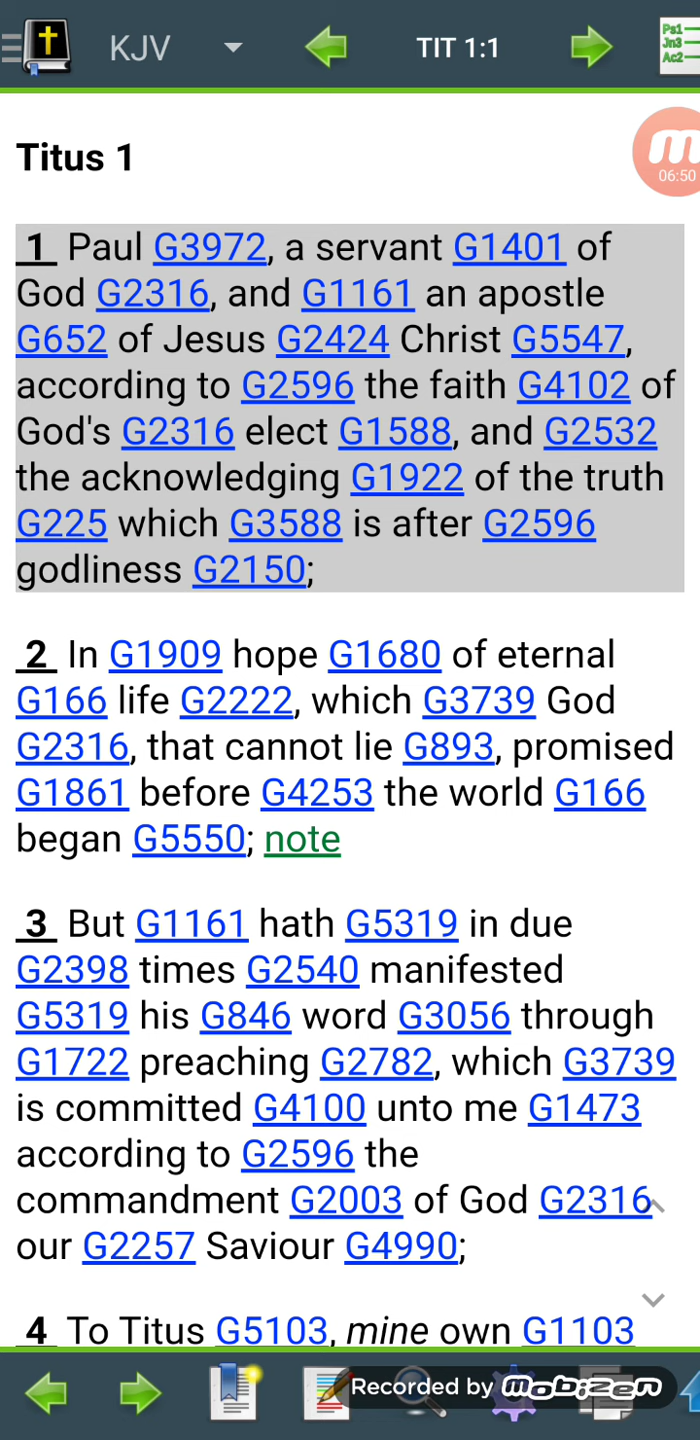 KJV TIT 1:1
Ps1
Jn3
Ac2
Titus 1
06:50
1 Paul G3972, a servant G1401 of
God G2316, and G1161 an apostle
G652 of Jesus G2424 Christ G5547,
according to G2596 the faith G4102 of
God's G2316 elect G1588, and G2532
the acknowledging G1922 of the truth
G225 which G3588 is after G2596
godliness G2150;
2 In G1909 hope G1680 of eternal
G166 life G2222, which G3739 God
G2316, that cannot lie G893, promised
G1861 before G4253 the world G166
began G5550; note
3 But G1161 hath G5319 in due
G2398 times G2540 manifested
G5319 his G846 word G3056 through
G1722 preaching G2782, which G3739
is committed G4100 unto me G1473
according to G2596 the
commandment G2003 of God G2316
our G2257 Saviour G4990;
4 To Titus G5103, mine own G1103
Recorded by mobizen